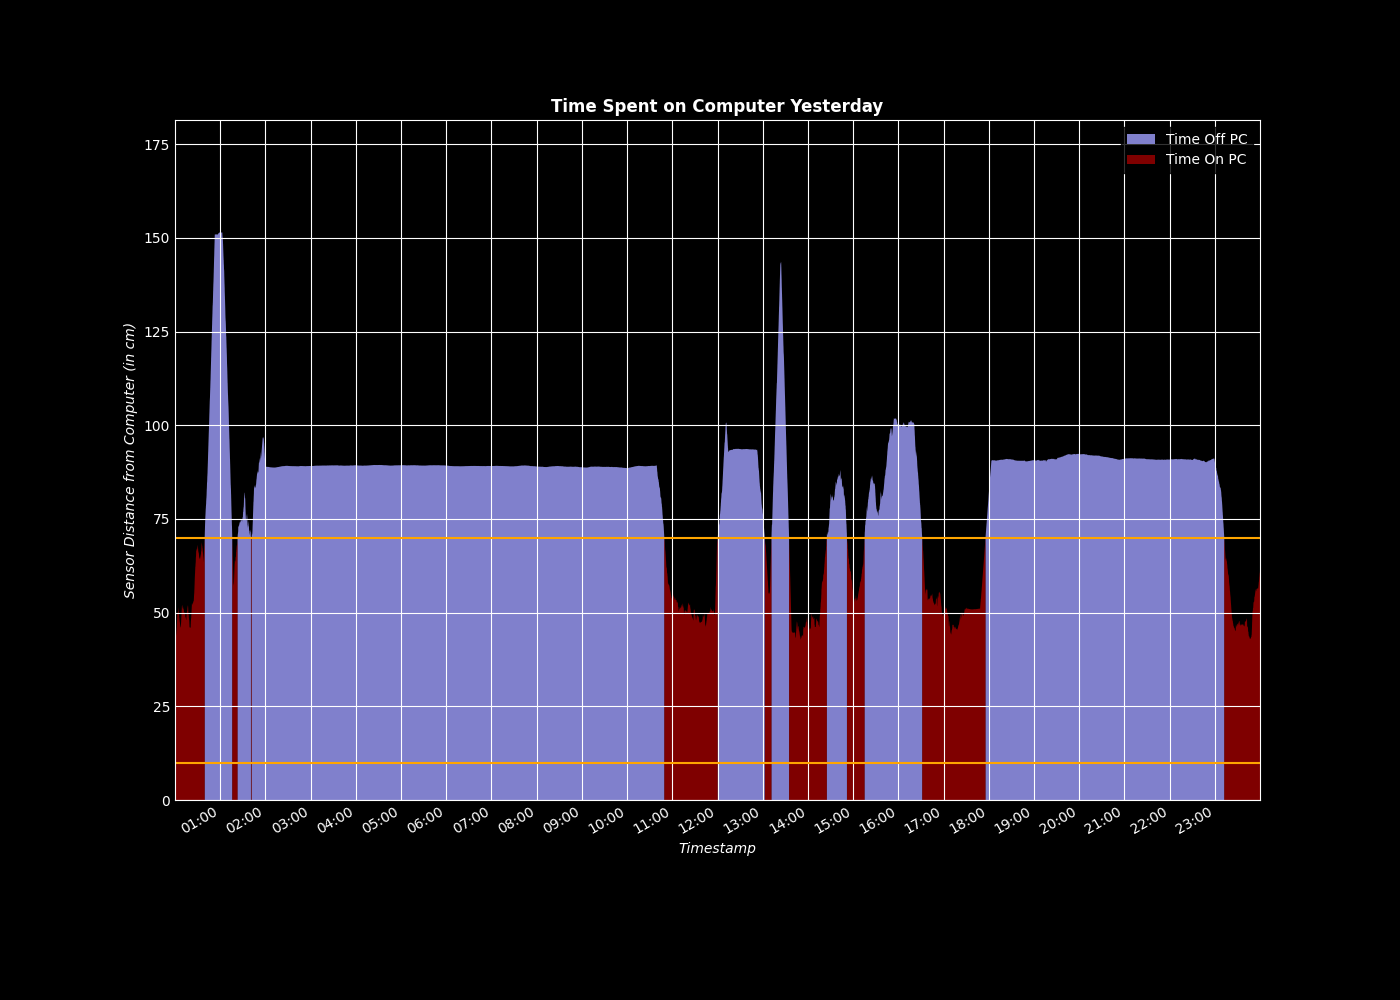 Time Spent on Computer Yesterday
Time Off PC
Time On PC
Sensor Distance from Computer (in cm)
175
150
125
100
75
50
25
0
01:00 02:00 03:00 04:00 05:00 06:00 07:00 08:00 09:00 10:00 11:00 12:00 13:00 14:00 15:00 16:00 17:00 18:00 19:00 20:00 21:00 22:00 23:00
Timestamp